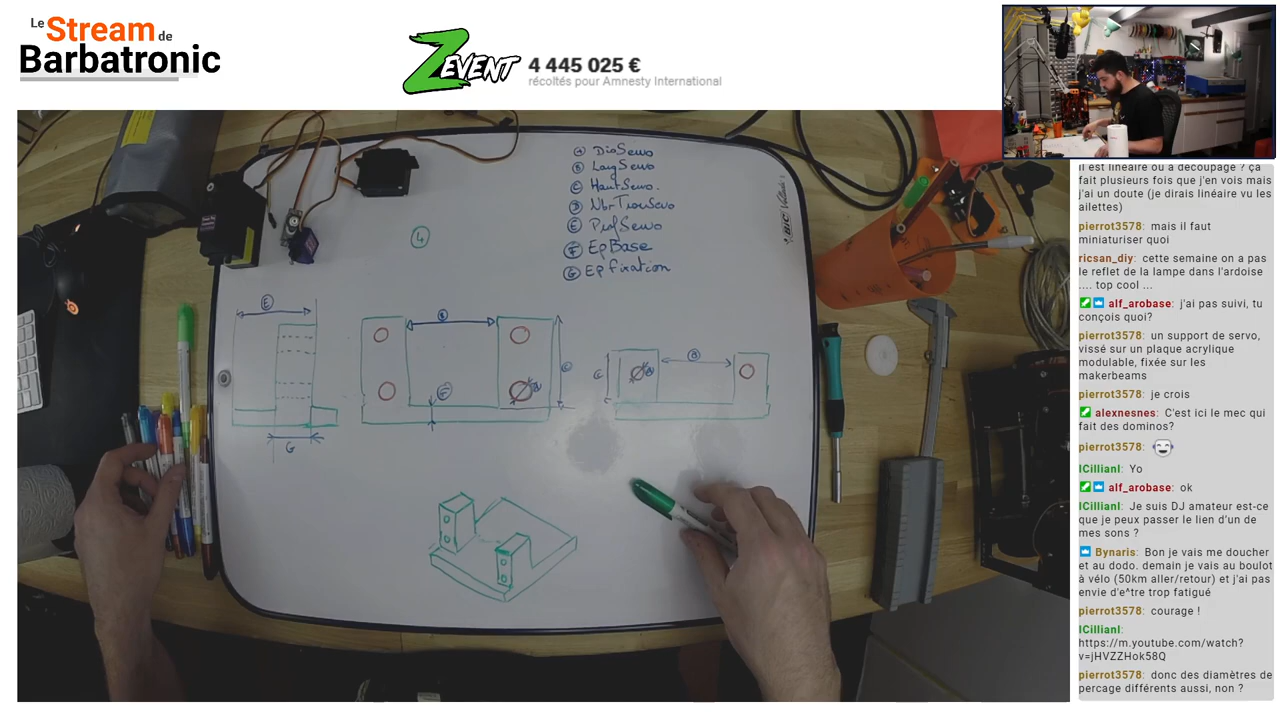 Le Stream de
Barbatronic
ZEVENT
4 445 025 €
récoltés pour Amnesty International
A DiaServo
B LargServo
C HautServo.
D NbrTrouServo
E ProfServo
F EpBase
G EpFixation
4
BIC Velleda
E
B
F
A
C
G
C
A
B
il est linéaire ou à découpage ? ça
fait plusieurs fois que j'en vois mais
j'ai un doute (je dirais linéaire vu les
ailettes)
pierrot3578: mais il faut
miniaturiser quoi
ricsan_diy: cette semaine on a pas
le reflet de la lampe dans l'ardoise
.... top cool ...
alf_arobase: j'ai pas suivi, tu
conçois quoi?
pierrot3578: un support de servo,
vissé sur un plaque acrylique
modulaire, fixée sur les
makerbeams
pierrot3578: je crois
alexnesnes: C'est ici le mec qui
fait des dominos?
pierrot3578:
ICillianI: Yo
alf_arobase: ok
ICillianI: Je suis DJ amateur est-ce
que je peux passer le lien d'un de
mes sons ?
Bynaris: Bon je vais me doucher
et au dodo. demain je vais au boulot
à vélo (50km aller/retour) et j'ai pas
envie d'e^tre trop fatigué
pierrot3578: courage !
ICillianI:
https://m.youtube.com/watch?
v=jHVZZHok58Q
pierrot3578: donc des diamètres de
percage différents aussi, non ?